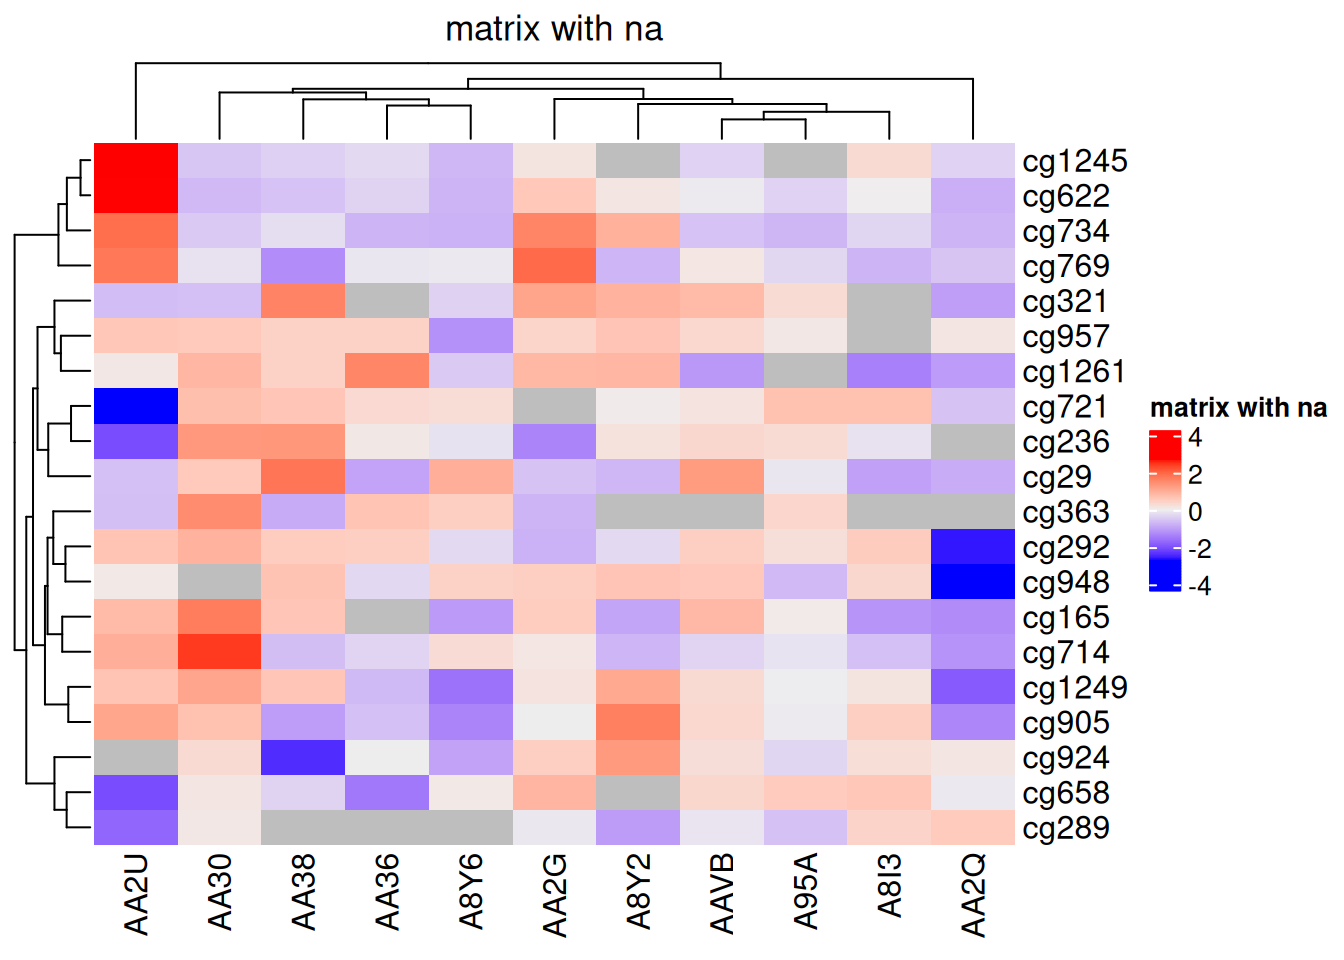 matrix with na
cg1245
cg622
cg734
cg769
cg321
cg957
cg1261
cg721
cg236
cg29
cg363
cg292
cg948
cg165
cg714
cg1249
cg905
cg924
cg658
cg289
AA2U
AA30
AA38
AA36
A8Y6
AA2G
A8Y2
AAVB
A95A
A8I3
AA2Q
matrix with na
4
2
0
-2
-4